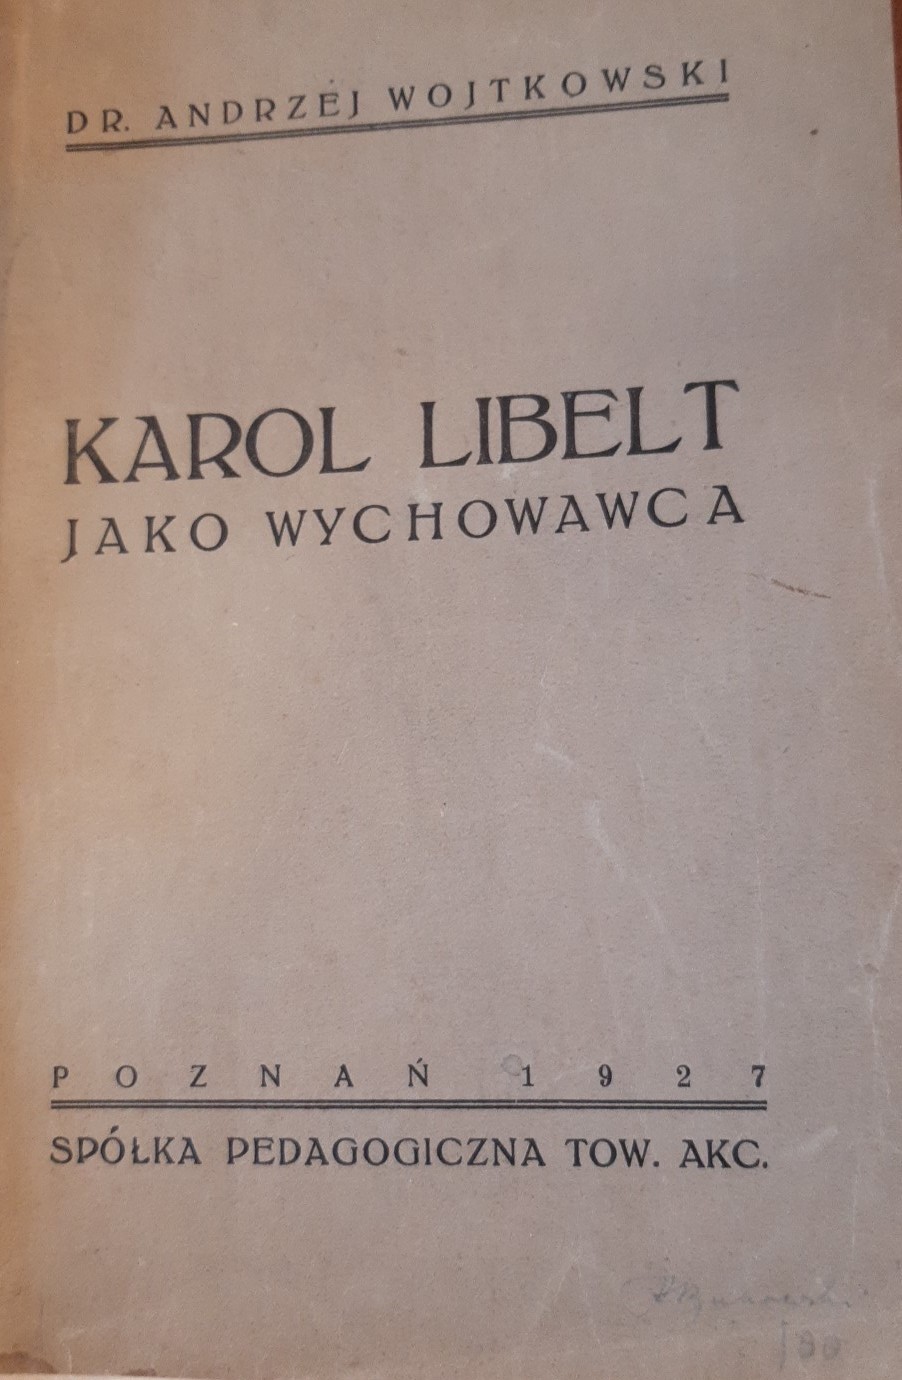 DR. ANDRZEJ WOJTKOWSKI
KAROL LIBELT
JAKO WYCHOWAWCA
POZNAŃ 1927
SPÓŁKA PEDAGOGICZNA TOW. AKC.